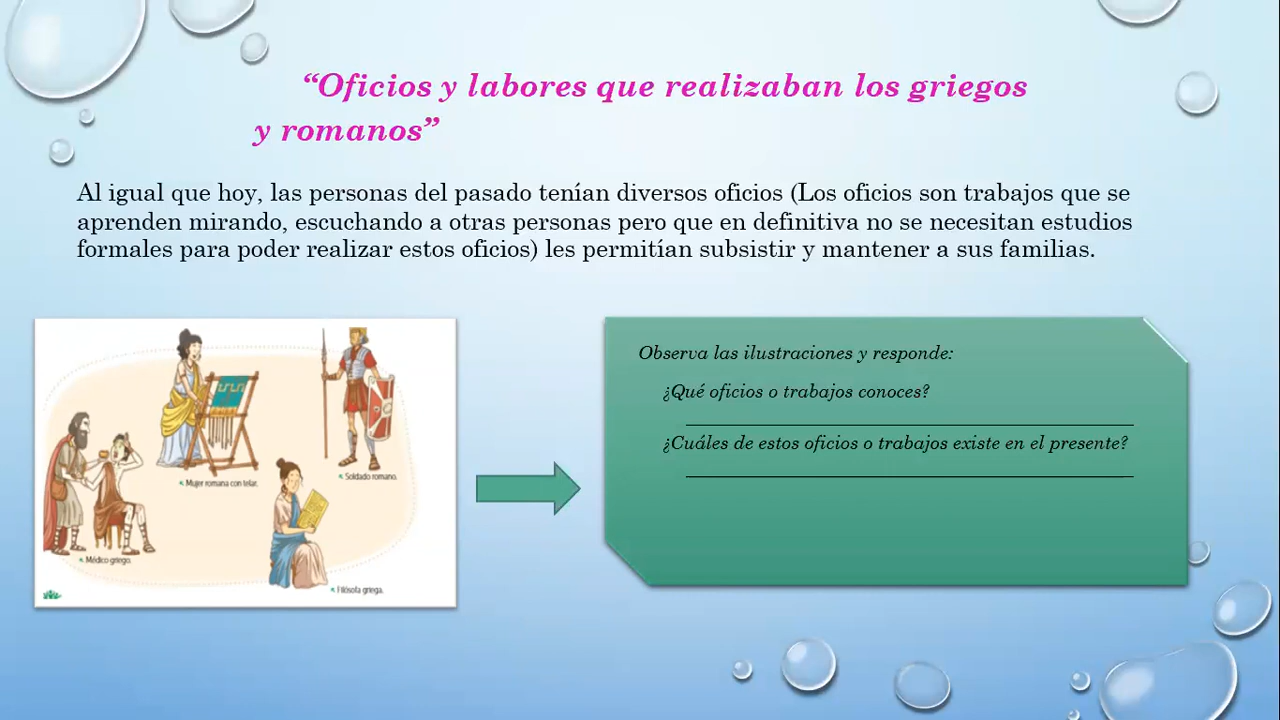 “Oficios y labores que realizaban los griegos
y romanos”
Al igual que hoy, las personas del pasado tenían diversos oficios (Los oficios son trabajos que se
aprenden mirando, escuchando a otras personas pero que en definitiva no se necesitan estudios
formales para poder realizar estos oficios) les permitían subsistir y mantener a sus familias.
Mujer romana con telar.
Soldado romano.
Médico griego.
Filósofa griega.
Observa las ilustraciones y responde:
¿Qué oficios o trabajos conoces?
¿Cuáles de estos oficios o trabajos existe en el presente?